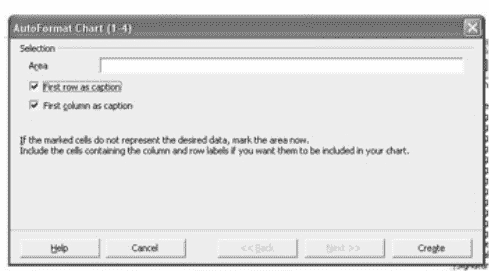 AutoFormat Chart (1-4)
Selection
Area
First row as caption
First column as caption
If the marked cells do not represent the desired data, mark the area now.
Include the cells containing the column and row labels if you want them to be included in your chart.
Help Cancel << Back Next >> Create